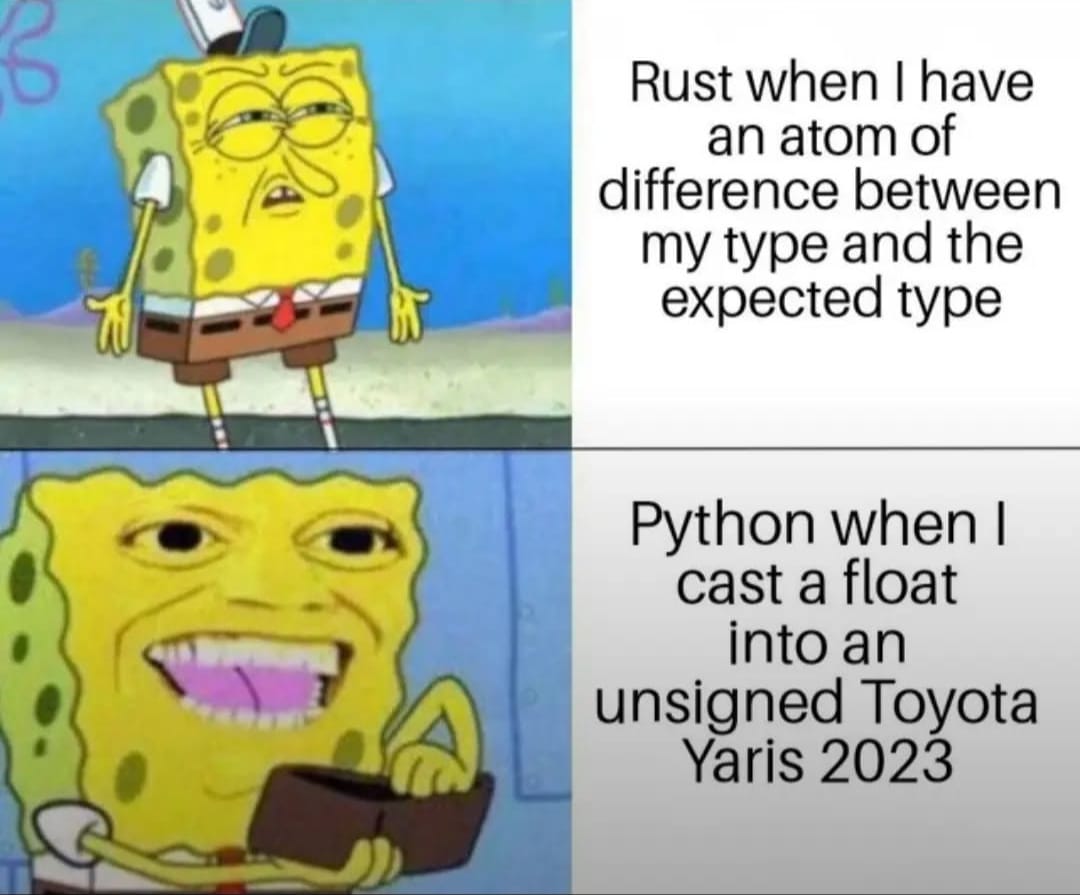 Rust when I have
an atom of
difference between
my type and the
expected type
Python when I
cast a float
into an
unsigned Toyota
Yaris 2023